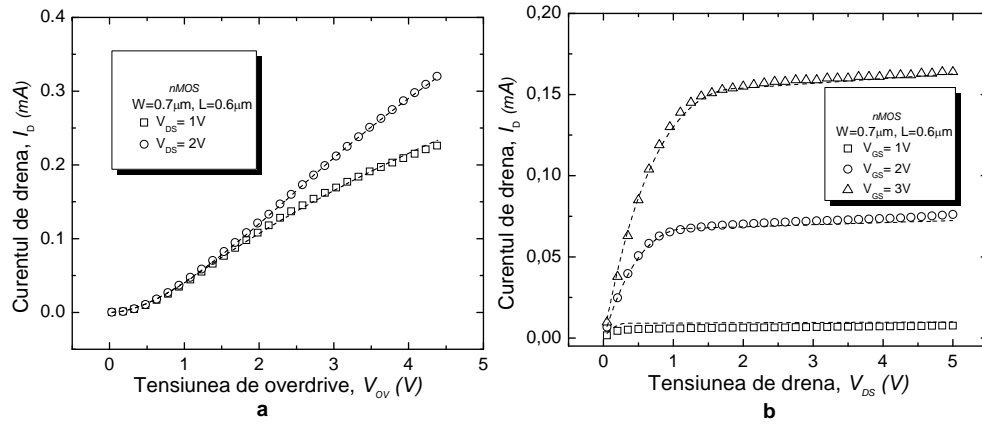 0.4
0.3
0.2
0.1
0.0
Curentul de drena, I_D (mA)
nMOS
W=0.7μm, L=0.6μm
V_DS = 1V
V_DS = 2V
0 1 2 3 4 5
Tensiunea de overdrive, V_OV (V)
a
0,20
0,15
0,10
0,05
0,00
Curentul de drena, I_D (mA)
nMOS
W=0.7μm, L=0.6μm
V_GS= 1V
V_GS= 2V
V_GS= 3V
0 1 2 3 4 5
Tensiunea de drena, V_DS (V)
b